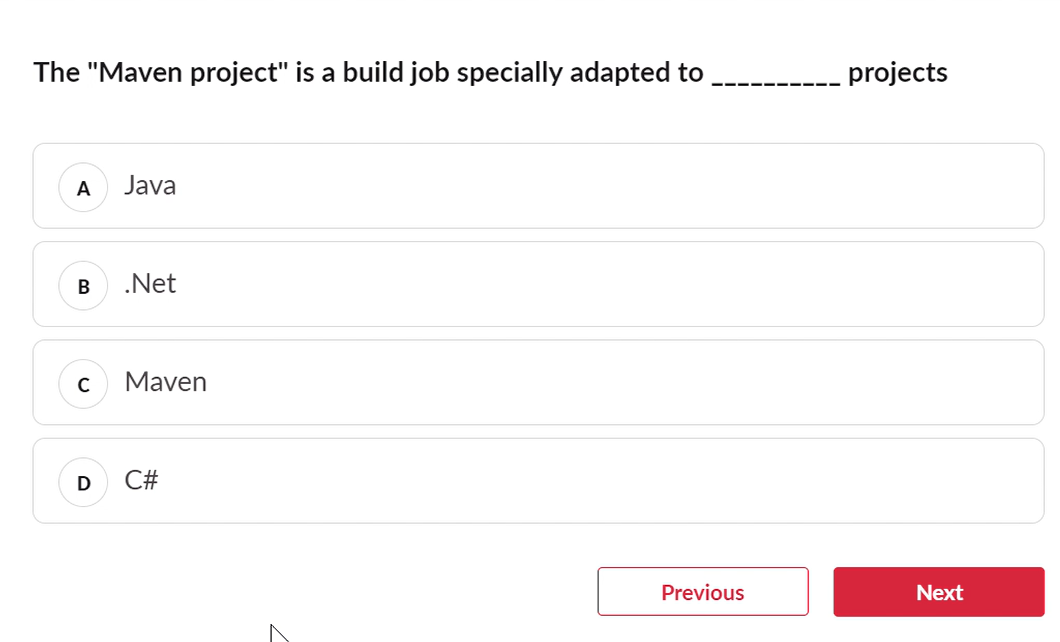 The "Maven project" is a build job specially adapted to __________ projects
A Java
B .Net
C Maven
D C#
Previous Next